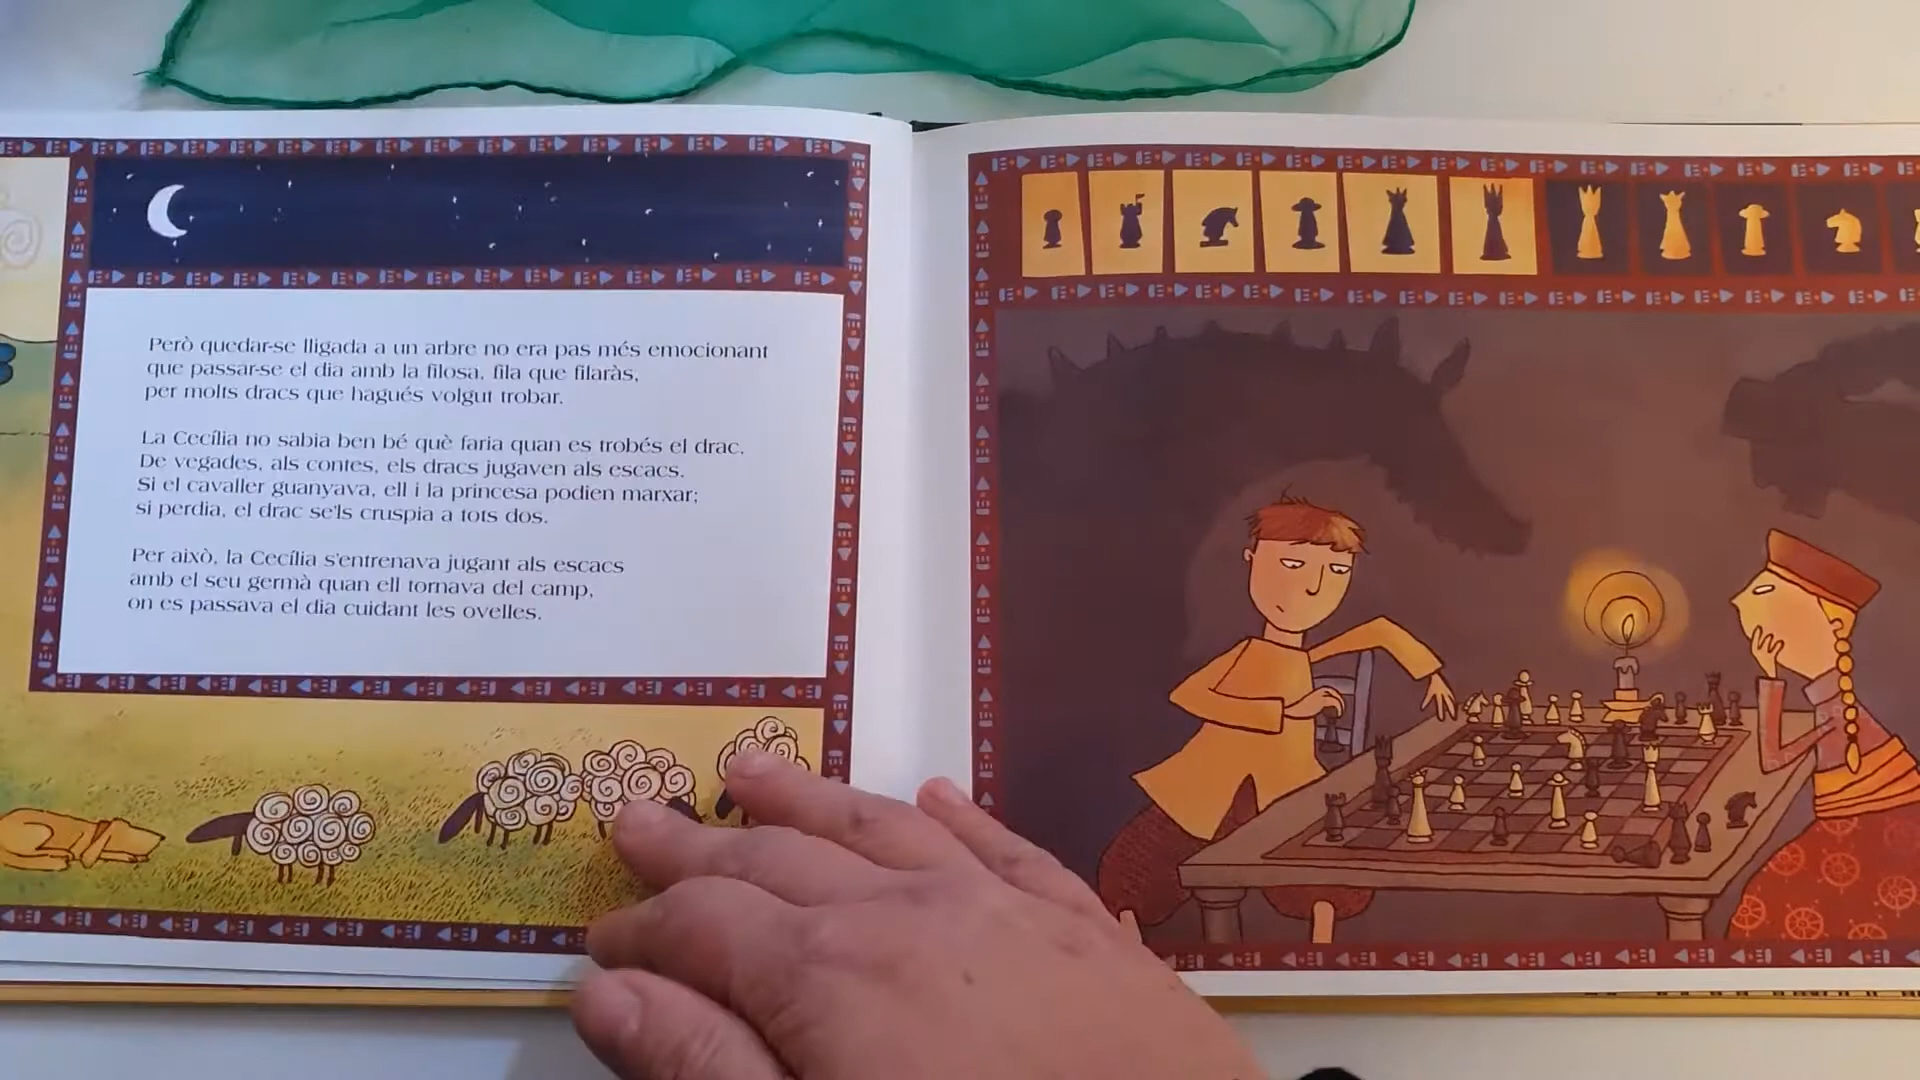 Però quedar-se lligada a un arbre no era pas més emocionant
que passar-se el dia amb la filosa, fila que filaràs,
per molts dracs que hagués volgut trobar.
La Cecília no sabia ben bé què faria quan es trobés el drac.
De vegades, als contes, els dracs jugaven als escacs.
Si el cavaller guanyava, ell i la princesa podien marxar;
si perdia, el drac se'ls cruspia a tots dos.
Per això, la Cecília s'entrenava jugant als escacs
amb el seu germà quan ell tornava del camp,
on es passava el dia cuidant les ovelles.